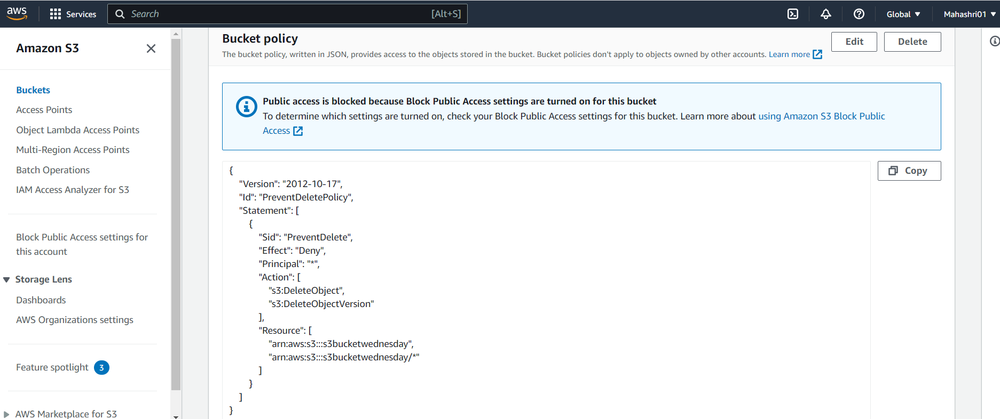 aws
Services
Search
[Alt+S]
Global
Mahashri01
Amazon S3
Buckets
Access Points
Object Lambda Access Points
Multi-Region Access Points
Batch Operations
IAM Access Analyzer for S3
Block Public Access settings for
this account
Storage Lens
Dashboards
AWS Organizations settings
Feature spotlight 3
AWS Marketplace for S3
Bucket policy
Edit
Delete
The bucket policy, written in JSON, provides access to the objects stored in the bucket. Bucket policies don't apply to objects owned by other accounts. Learn more
Public access is blocked because Block Public Access settings are turned on for this bucket
To determine which settings are turned on, check your Block Public Access settings for this bucket. Learn more about using Amazon S3 Block Public
Access
Copy
{
"Version": "2012-10-17",
"Id": "PreventDeletePolicy",
"Statement": [
{
"Sid": "PreventDelete",
"Effect": "Deny",
"Principal": "*",
"Action": [
"s3:DeleteObject",
"s3:DeleteObjectVersion"
],
"Resource": [
"arn:aws:s3:::s3bucketwednesday",
"arn:aws:s3:::s3bucketwednesday/*"
]
}
]
}